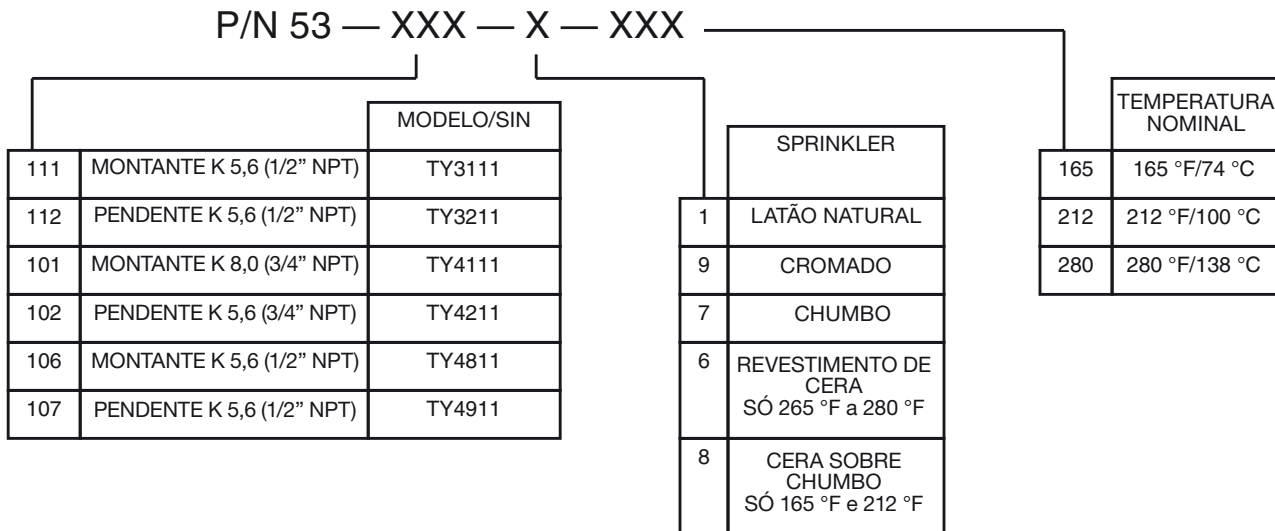 P/N 53 — XXX — X — XXX
MODELO/SIN
111 MONTANTE K 5,6 (1/2” NPT) TY3111
112 PENDENTE K 5,6 (1/2” NPT) TY3211
101 MONTANTE K 8,0 (3/4” NPT) TY4111
102 PENDENTE K 5,6 (3/4” NPT) TY4211
106 MONTANTE K 5,6 (1/2” NPT) TY4811
107 PENDENTE K 5,6 (1/2” NPT) TY4911
SPRINKLER
1 LATÃO NATURAL
9 CROMADO
7 CHUMBO
6 REVESTIMENTO DE
CERA
SÓ 265 °F a 280 °F
8 CERA SOBRE
CHUMBO
SÓ 165 °F e 212 °F
TEMPERATURA
NOMINAL
165 165 °F/74 °C
212 212 °F/100 °C
280 280 °F/138 °C